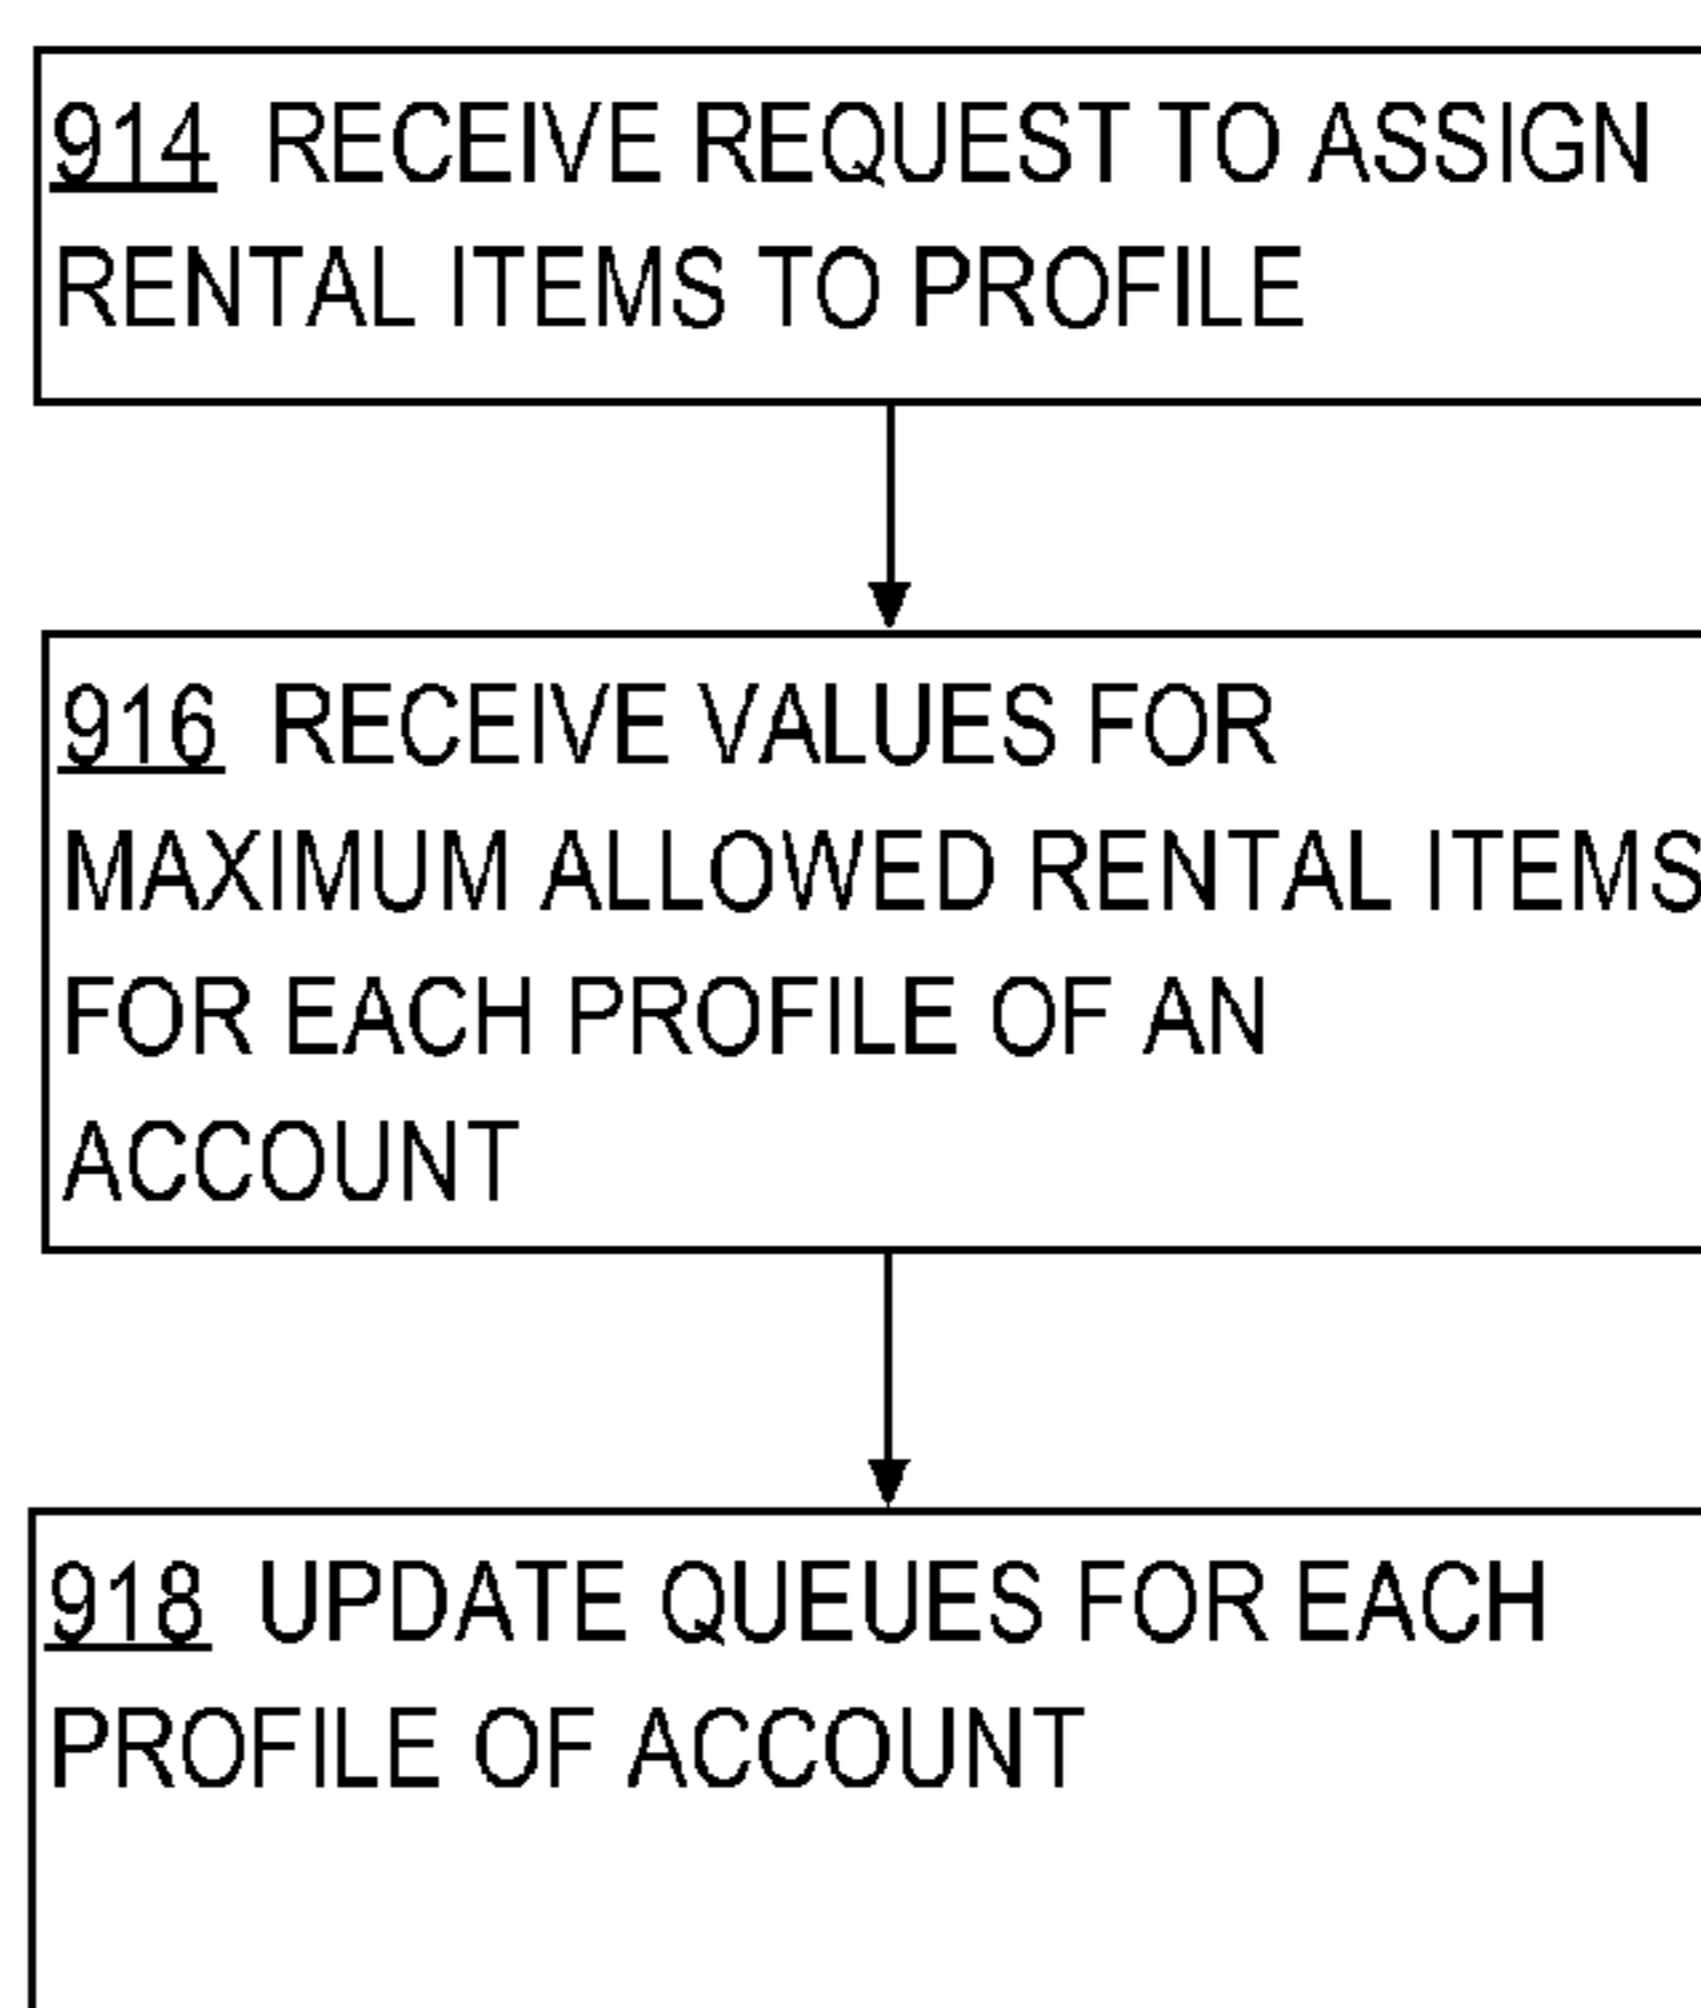 914 RECEIVE REQUEST TO ASSIGN
RENTAL ITEMS TO PROFILE
916 RECEIVE VALUES FOR
MAXIMUM ALLOWED RENTAL ITEMS
FOR EACH PROFILE OF AN
ACCOUNT
918 UPDATE QUEUES FOR EACH
PROFILE OF ACCOUNT